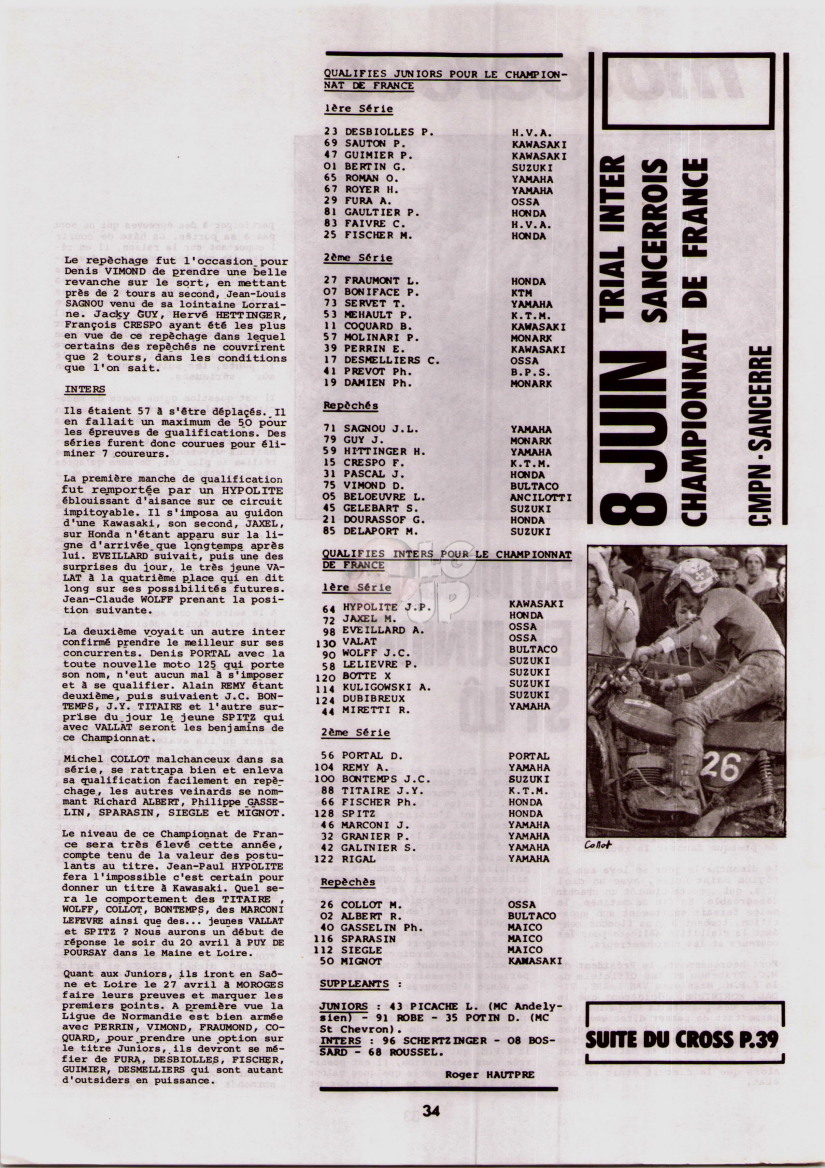 Le repêchage fut l'occasion pour
Denis VIMOND de prendre une belle
revanche sur le sort, en mettant
près de 2 tours au second, Jean-Louis
SAGNOU venu de sa lointaine Lorrai-
ne. Jacky GUY, Hervé HETTINGER,
François CRESPO ayant été les plus
en vue de ce repêchage dans lequel
certains des repêchés ne couvrirent
que 2 tours, dans les conditions
que l'on sait.
INTERS
Ils étaient 57 à s'être déplaçés. Il
en fallait un maximum de 50 pour
les épreuves de qualifications. Des
séries furent donc courues pour éli-
miner 7 coureurs.
La première manche de qualification
fut remportée par un HYPOLITE
éblouissant d'aisance sur ce circuit
impitoyable. Il s'imposa au guidon
d'une Kawasaki, son second, JAXEL,
sur Honda n'étant apparu sur la li-
gne d'arrivée que longtemps après
lui. EVEILLARD suivait, puis une des
surprises du jour, le très jeune VA-
LAT à la quatrième place qui en dit
long sur ses possibilités futures.
Jean-Claude WOLFF prenant la posi-
tion suivante.
La deuxième voyait un autre inter
confirmé prendre le meilleur sur ses
concurrents. Denis PORTAL avec la
toute nouvelle moto 125 qui porte
son nom, n'eut aucun mal à s'imposer
et à se qualifier. Alain REMY étant
deuxième, puis suivaient J.C. BON-
TEMPS, J.Y. TITAIRE et l'autre sur-
prise du jour le jeune SPITZ qui
avec VALLAT seront les benjamins de
ce Championnat.
Michel COLLOT malchanceux dans sa
série, se rattrapa bien et enleva
sa qualification facilement en repê-
chage, les autres veinards se nom-
mant Richard ALBERT, Philippe GASSE-
LIN, SPARASIN, SIEGLE et MIGNOT.
Le niveau de ce Championnat de Fran-
ce sera très élevé cette année,
compte tenu de la valeur des postu-
lants au titre. Jean-Paul HYPOLITE
fera l'impossible c'est certain pour
donner un titre à Kawasaki. Quel se-
ra le comportement des TITAIRE ,
WOLFF, COLLOT, BONTEMPS, des MARCONI
LEFEVRE ainsi que des... jeunes VALLAT
et SPITZ ? Nous aurons un début de
réponse le soir du 20 avril à PUY DE
POURSAY dans le Maine et Loire.
Quant aux Juniors, ils iront en Saô-
ne et Loire le 27 avril à MOROGES
faire leurs preuves et marquer les
premiers points. A première vue la
Ligue de Normandie est bien armée
avec PERRIN, VIMOND, FRAUMOND, CO-
QUARD, pour prendre une option sur
le titre Juniors, ils devront se mé-
fier de FURA, DESBIOLLES, FISCHER,
GUIMIER, DESMELLIERS qui sont autant
d'outsiders en puissance.
QUALIFIES JUNIORS POUR LE CHAMPION-
NAT DE FRANCE
1ère Série
23 DESBIOLLES P. H.V.A.
69 SAUTON P. KAWASAKI
47 GUIMIER P. KAWASAKI
01 BERTIN G. SUZUKI
65 ROMAN O. YAMAHA
67 ROYER H. YAMAHA
29 FURA A. OSSA
81 GAULTIER P. HONDA
83 FAIVRE C. H.V.A.
25 FISCHER M. HONDA
2ème Série
27 FRAUMONT L. HONDA
07 BONIFACE P. KTM
73 SERVET T. YAMAHA
53 MEHAULT P. K.T.M.
11 COQUARD B. KAWASAKI
57 MOLINARI P. MONARK
39 PERRIN E. KAWASAKI
17 DESMELLIERS C. OSSA
41 PREVOT Ph. B.P.S.
19 DAMIEN Ph. MONARK
Repêchés
71 SAGNOU J.L. YAMAHA
79 GUY J. MONARK
59 HITTINGER H. YAMAHA
15 CRESPO F. K.T.M.
31 PASCAL J. HONDA
75 VIMOND D. BULTACO
05 BELOEUVRE L. ANCILOTTI
45 GELEBART S. SUZUKI
21 DOURASSOF G. HONDA
85 DELAPORT M. SUZUKI
QUALIFIES INTERS POUR LE CHAMPIONNAT
DE FRANCE
1ère Série
64 HYPOLITE J.P. KAWASAKI
72 JAXEL M. HONDA
98 EVEILLARD A. OSSA
130 VALAT OSSA
90 WOLFF J.C. BULTACO
58 LELIEVRE P. SUZUKI
120 BOTTE X SUZUKI
114 KULIGOWSKI A. SUZUKI
124 DUBIBREUX SUZUKI
44 MIRETTI R. YAMAHA
2ème Série
56 PORTAL D. PORTAL
104 REMY A. YAMAHA
100 BONTEMPS J.C. SUZUKI
88 TITAIRE J.Y. K.T.M.
66 FISCHER Ph. HONDA
128 SPITZ HONDA
46 MARCONI J. YAMAHA
32 GRANIER P. YAMAHA
42 GALINIER S. YAMAHA
122 RIGAL YAMAHA
Repêchés
26 COLLOT M. OSSA
02 ALBERT R. BULTACO
40 GASSELIN Ph. MAICO
116 SPARASIN MAICO
112 SIEGLE MAICO
50 MIGNOT KAWASAKI
SUPPLEANTS :
JUNIORS : 43 PICACHE L. (MC Andely-
sien) - 91 ROBE - 35 POTIN D. (MC
St Chevron).
INTERS : 96 SCHERTZINGER - 08 BOS-
SARD - 68 ROUSSEL.
Roger HAUTPRE
8 JUIN
TRIAL INTER
SANCERROIS
CHAMPIONNAT DE FRANCE
CMPN·SANCERRE
26
Collot
SUITE DU CROSS P.39
34